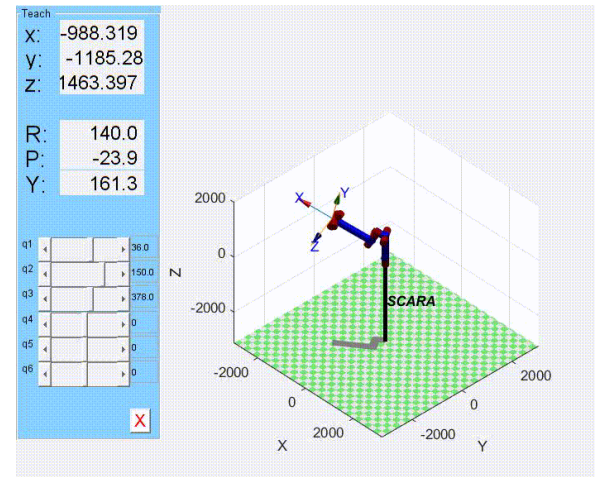 Teach
x: -988.319
y: -1185.28
z: 1463.397
R: 140.0
P: -23.9
Y: 161.3
q1 36.0
q2 150.0
q3 378.0
q4 0
q5 0
q6 0
X
2000
0
-2000
Z
X
Y
Z
SCARA
-2000
0
2000
X
-2000
0
2000
Y